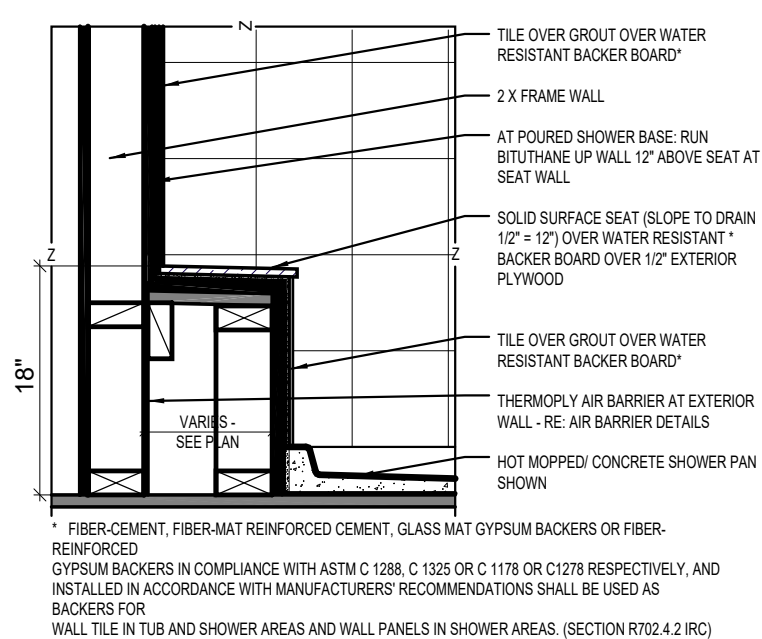 TILE OVER GROUT OVER WATER
RESISTANT BACKER BOARD*
2 X FRAME WALL
AT POURED SHOWER BASE: RUN
BITUTHANE UP WALL 12" ABOVE SEAT AT
SEAT WALL
SOLID SURFACE SEAT (SLOPE TO DRAIN
1/2" = 12") OVER WATER RESISTANT *
BACKER BOARD OVER 1/2" EXTERIOR
PLYWOOD
TILE OVER GROUT OVER WATER
RESISTANT BACKER BOARD*
THERMOPLY AIR BARRIER AT EXTERIOR
WALL - RE: AIR BARRIER DETAILS
HOT MOPPED/ CONCRETE SHOWER PAN
SHOWN
Z
Z
Z
18"
VARIES -
SEE PLAN
* FIBER-CEMENT, FIBER-MAT REINFORCED CEMENT, GLASS MAT GYPSUM BACKERS OR FIBER-
REINFORCED
GYPSUM BACKERS IN COMPLIANCE WITH ASTM C 1288, C 1325 OR C 1178 OR C1278 RESPECTIVELY, AND
INSTALLED IN ACCORDANCE WITH MANUFACTURERS' RECOMMENDATIONS SHALL BE USED AS
BACKERS FOR
WALL TILE IN TUB AND SHOWER AREAS AND WALL PANELS IN SHOWER AREAS. (SECTION R702.4.2 IRC)